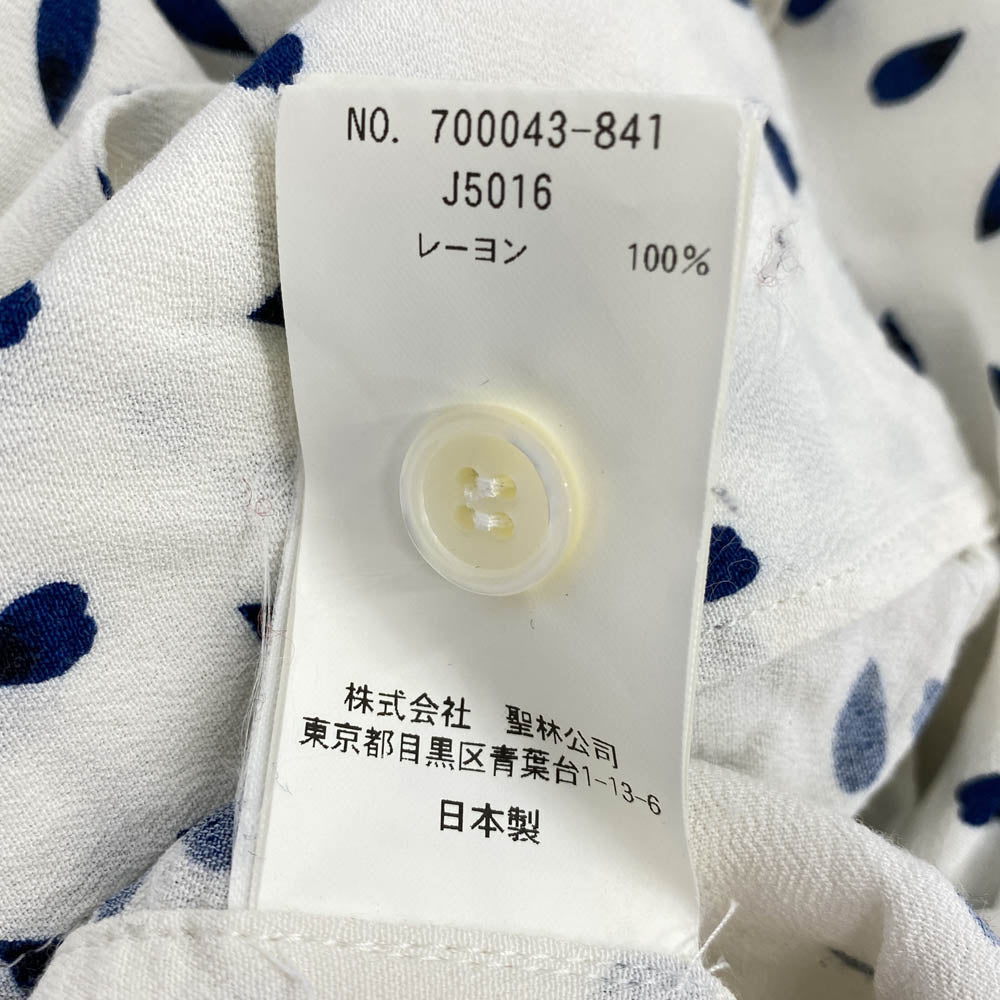 NO. 700043-841
J5016
レーヨン 100%
株式会社 聖林公司
東京都目黒区青葉台1-13-6
日本製